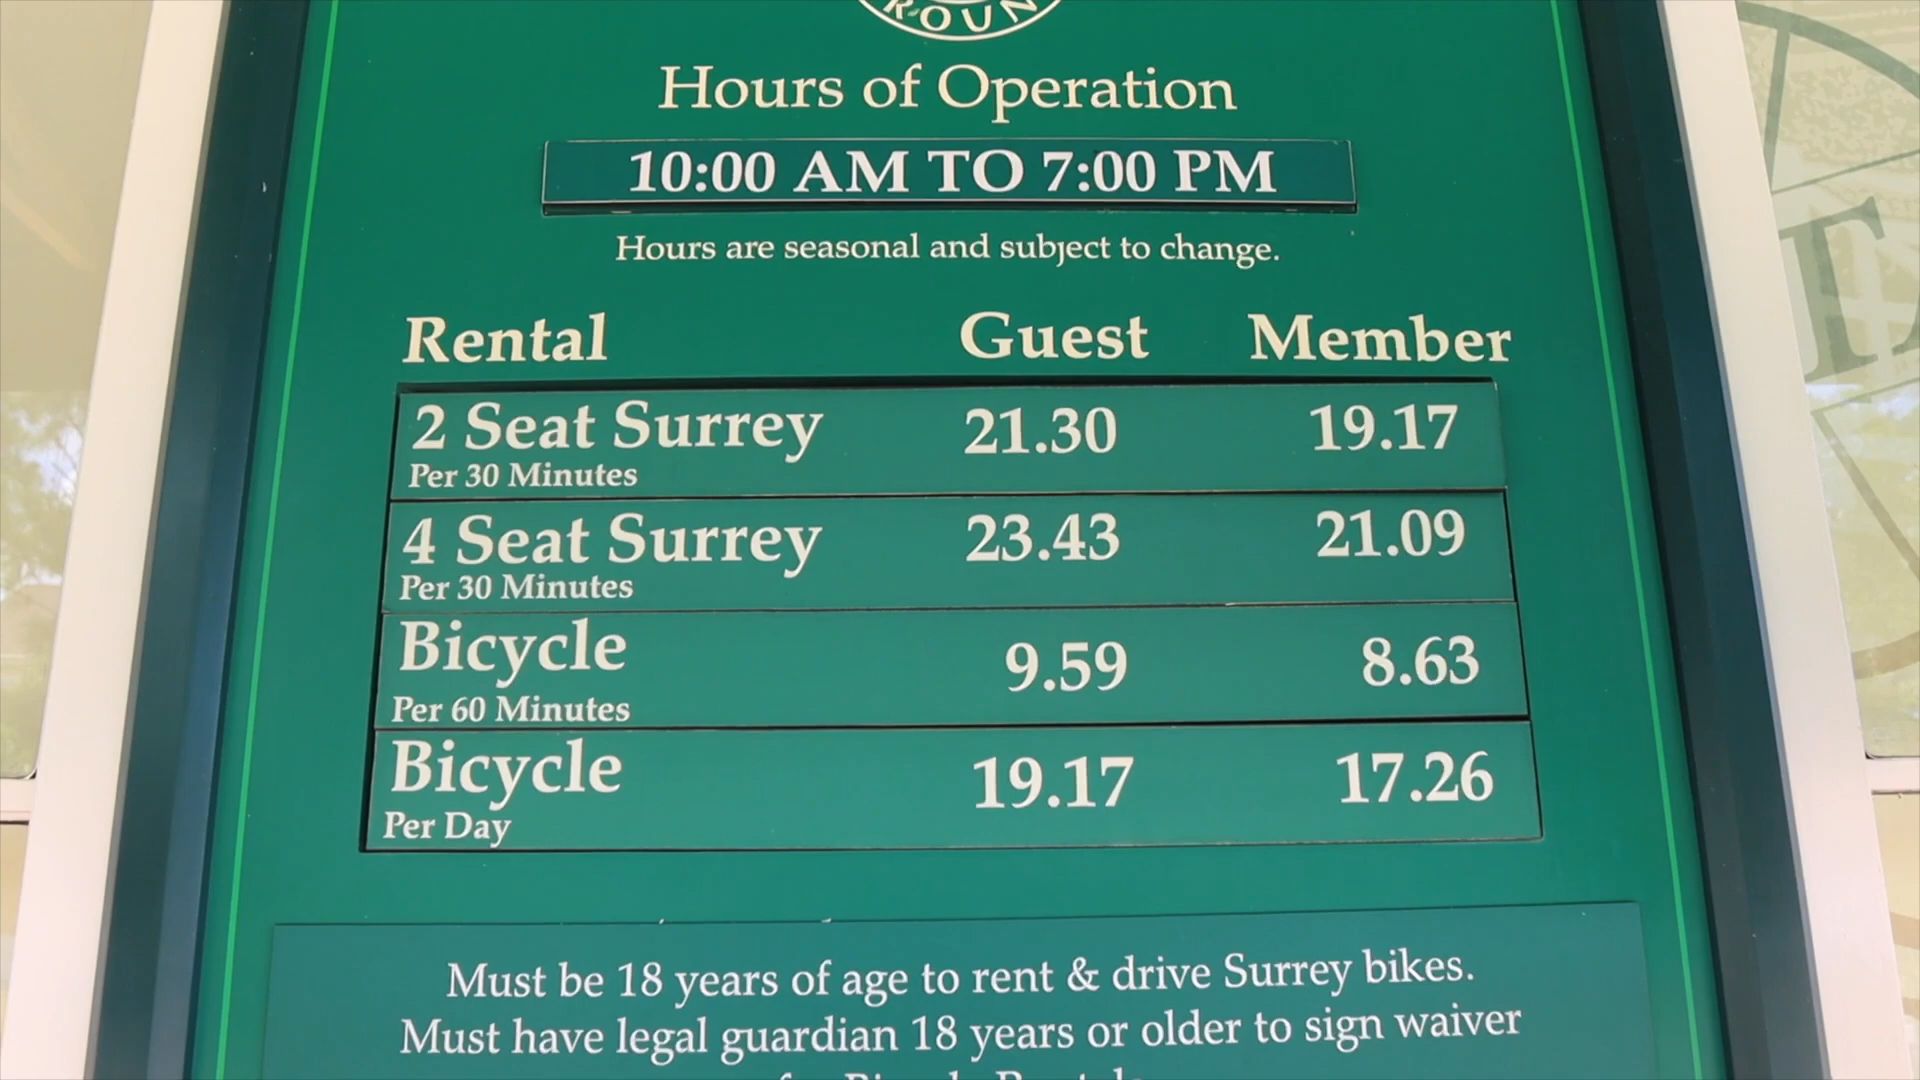 Hours of Operation
10:00 AM TO 7:00 PM
Hours are seasonal and subject to change.
Rental Guest Member
2 Seat Surrey 21.30 19.17
Per 30 Minutes
4 Seat Surrey 23.43 21.09
Per 30 Minutes
Bicycle 9.59 8.63
Per 60 Minutes
Bicycle 19.17 17.26
Per Day
Must be 18 years of age to rent & drive Surrey bikes.
Must have legal guardian 18 years or older to sign waiver